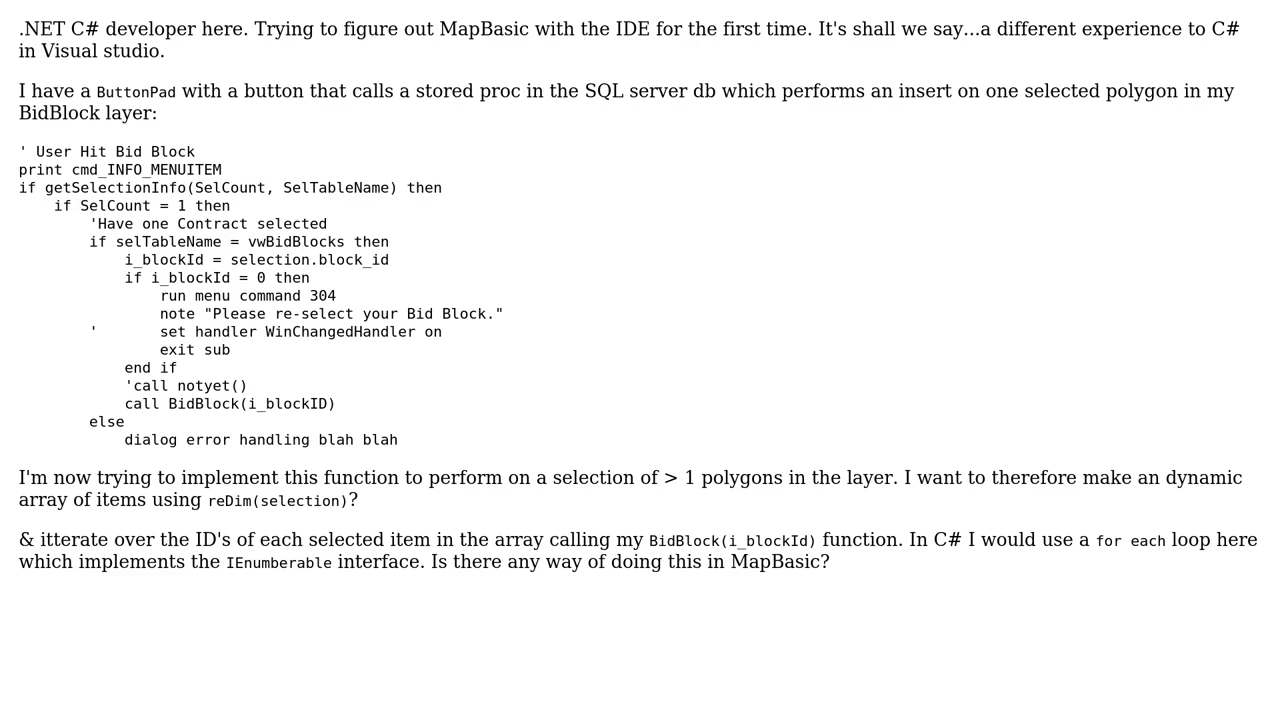 .NET C# developer here. Trying to figure out MapBasic with the IDE for the first time. It's shall we say...a different experience to C#
in Visual studio.
I have a ButtonPad with a button that calls a stored proc in the SQL server db which performs an insert on one selected polygon in my
BidBlock layer:
' User Hit Bid Block
print cmd_INFO_MENUITEM
if getSelectionInfo(SelCount, SelTableName) then
    if SelCount = 1 then
        'Have one Contract selected
        if selTableName = vwBidBlocks then
            i_blockId = selection.block_id
            if i_blockId = 0 then
                run menu command 304
                note "Please re-select your Bid Block."
        '       set handler WinChangedHandler on
                exit sub
            end if
            'call notyet()
            call BidBlock(i_blockID)
        else
            dialog error handling blah blah
I'm now trying to implement this function to perform on a selection of > 1 polygons in the layer. I want to therefore make an dynamic
array of items using reDim(selection)?
& itterate over the ID's of each selected item in the array calling my BidBlock(i_blockId) function. In C# I would use a for each loop here
which implements the IEnumberable interface. Is there any way of doing this in MapBasic?